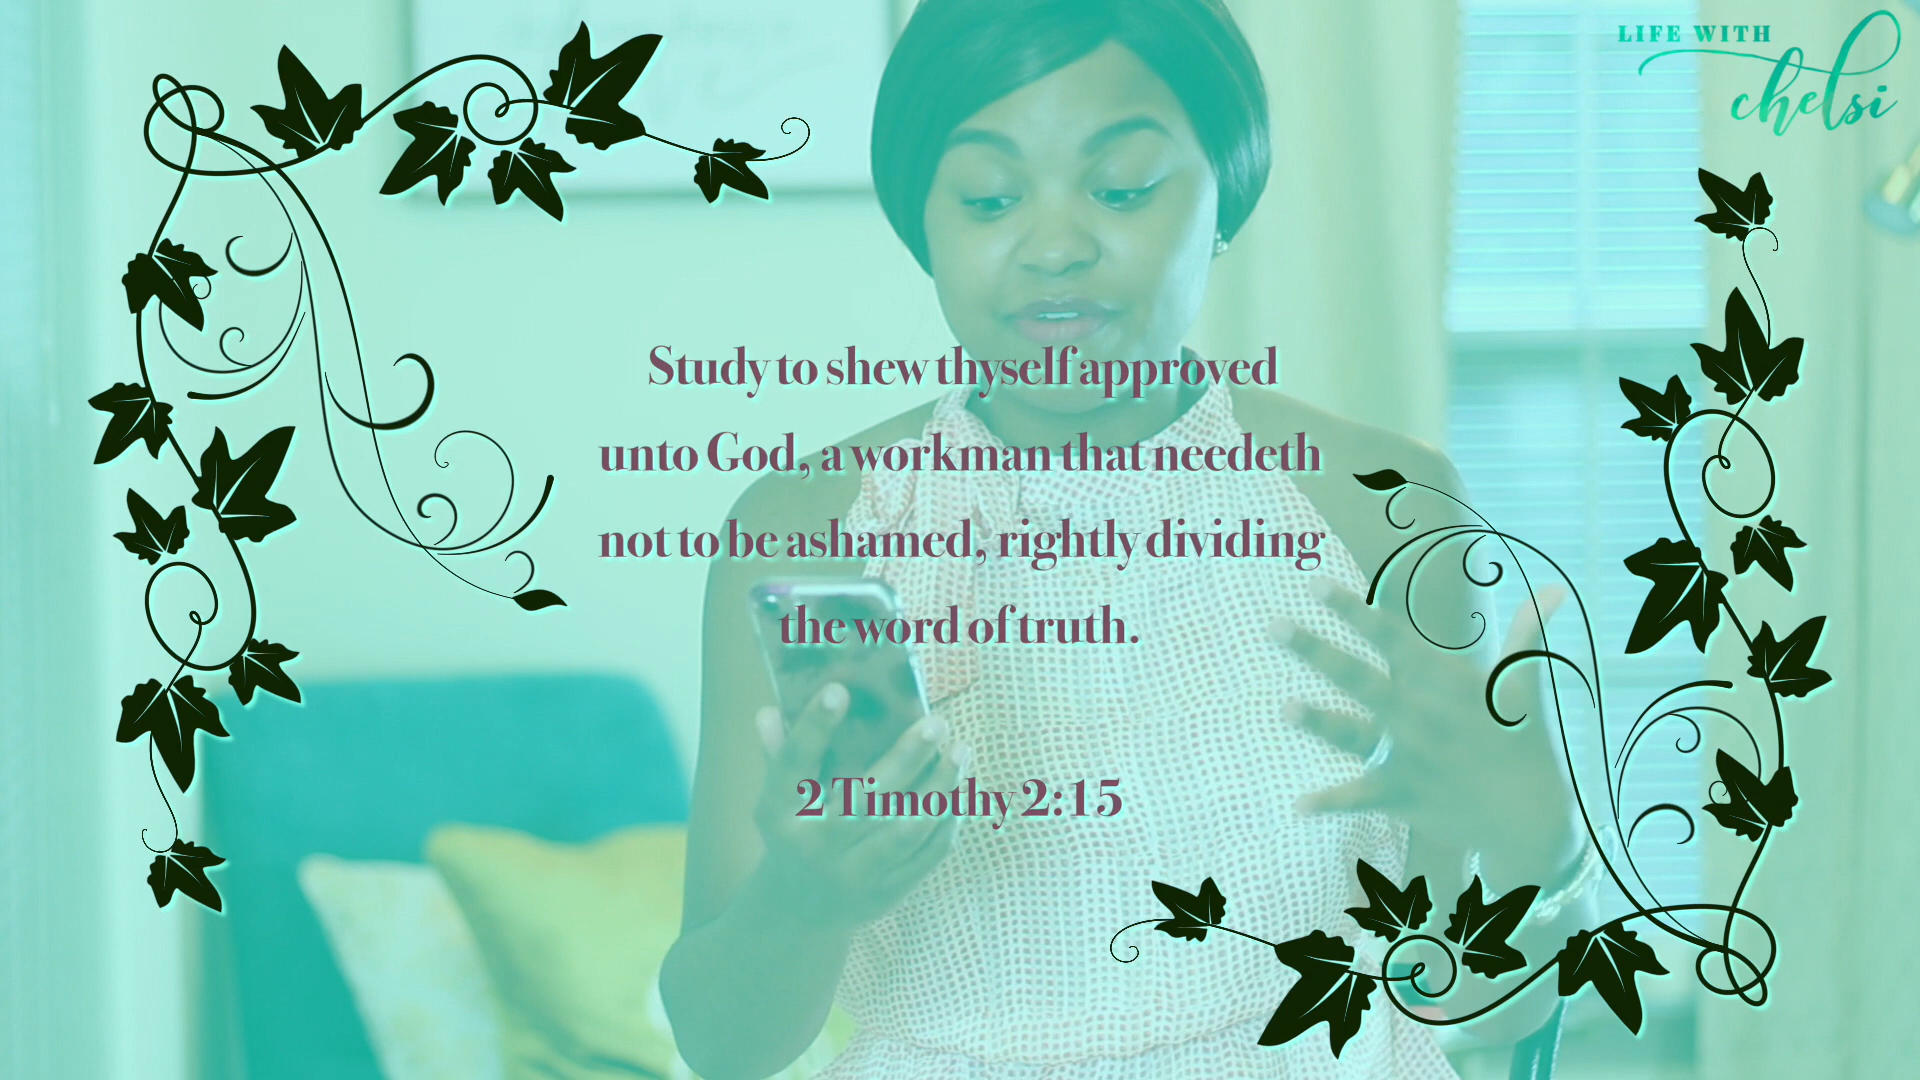 LIFE WITH
chelsi
Study to shew thyself approved
unto God, a workman that needeth
not to be ashamed, rightly dividing
the word of truth.
2 Timothy 2:15